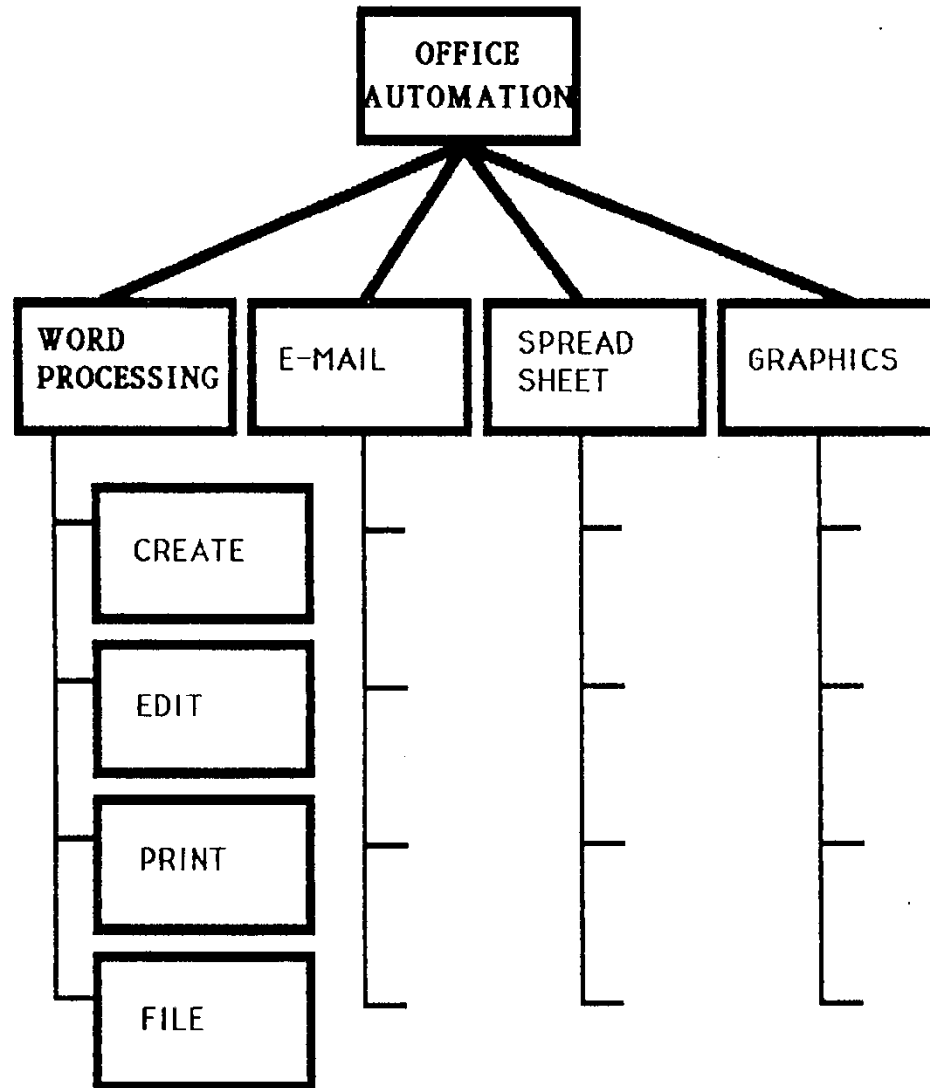 OFFICE
AUTOMATION
WORD
PROCESSING
E-MAIL
SPREAD
SHEET
GRAPHICS
CREATE
EDIT
PRINT
FILE